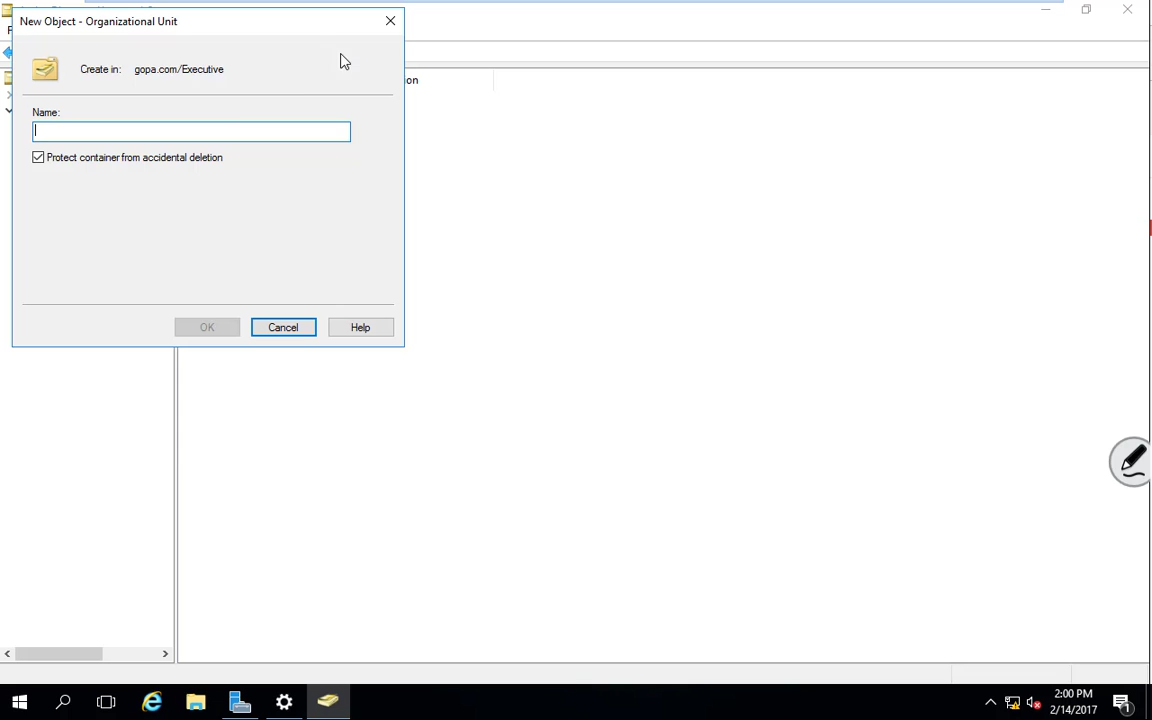 New Object - Organizational Unit
Create in: gopa.com/Executive
on
Name:
Protect container from accidental deletion
OK
Cancel
Help
2:00 PM
2/14/2017
1